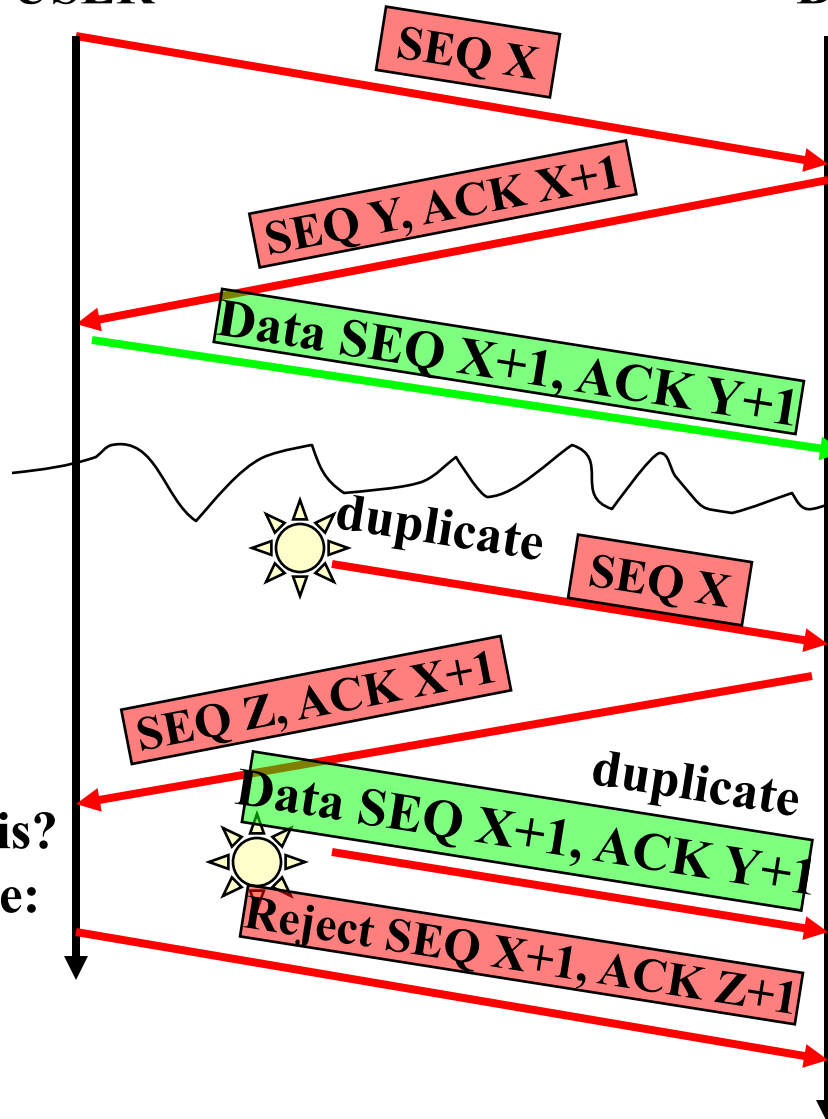 USER
SEQ X
SEQ Y, ACK X+1
Data SEQ X+1, ACK Y+1
duplicate
SEQ X
SEQ Z, ACK X+1
duplicate
Data SEQ X+1, ACK Y+1
is?
e:
Reject SEQ X+1, ACK Z+1